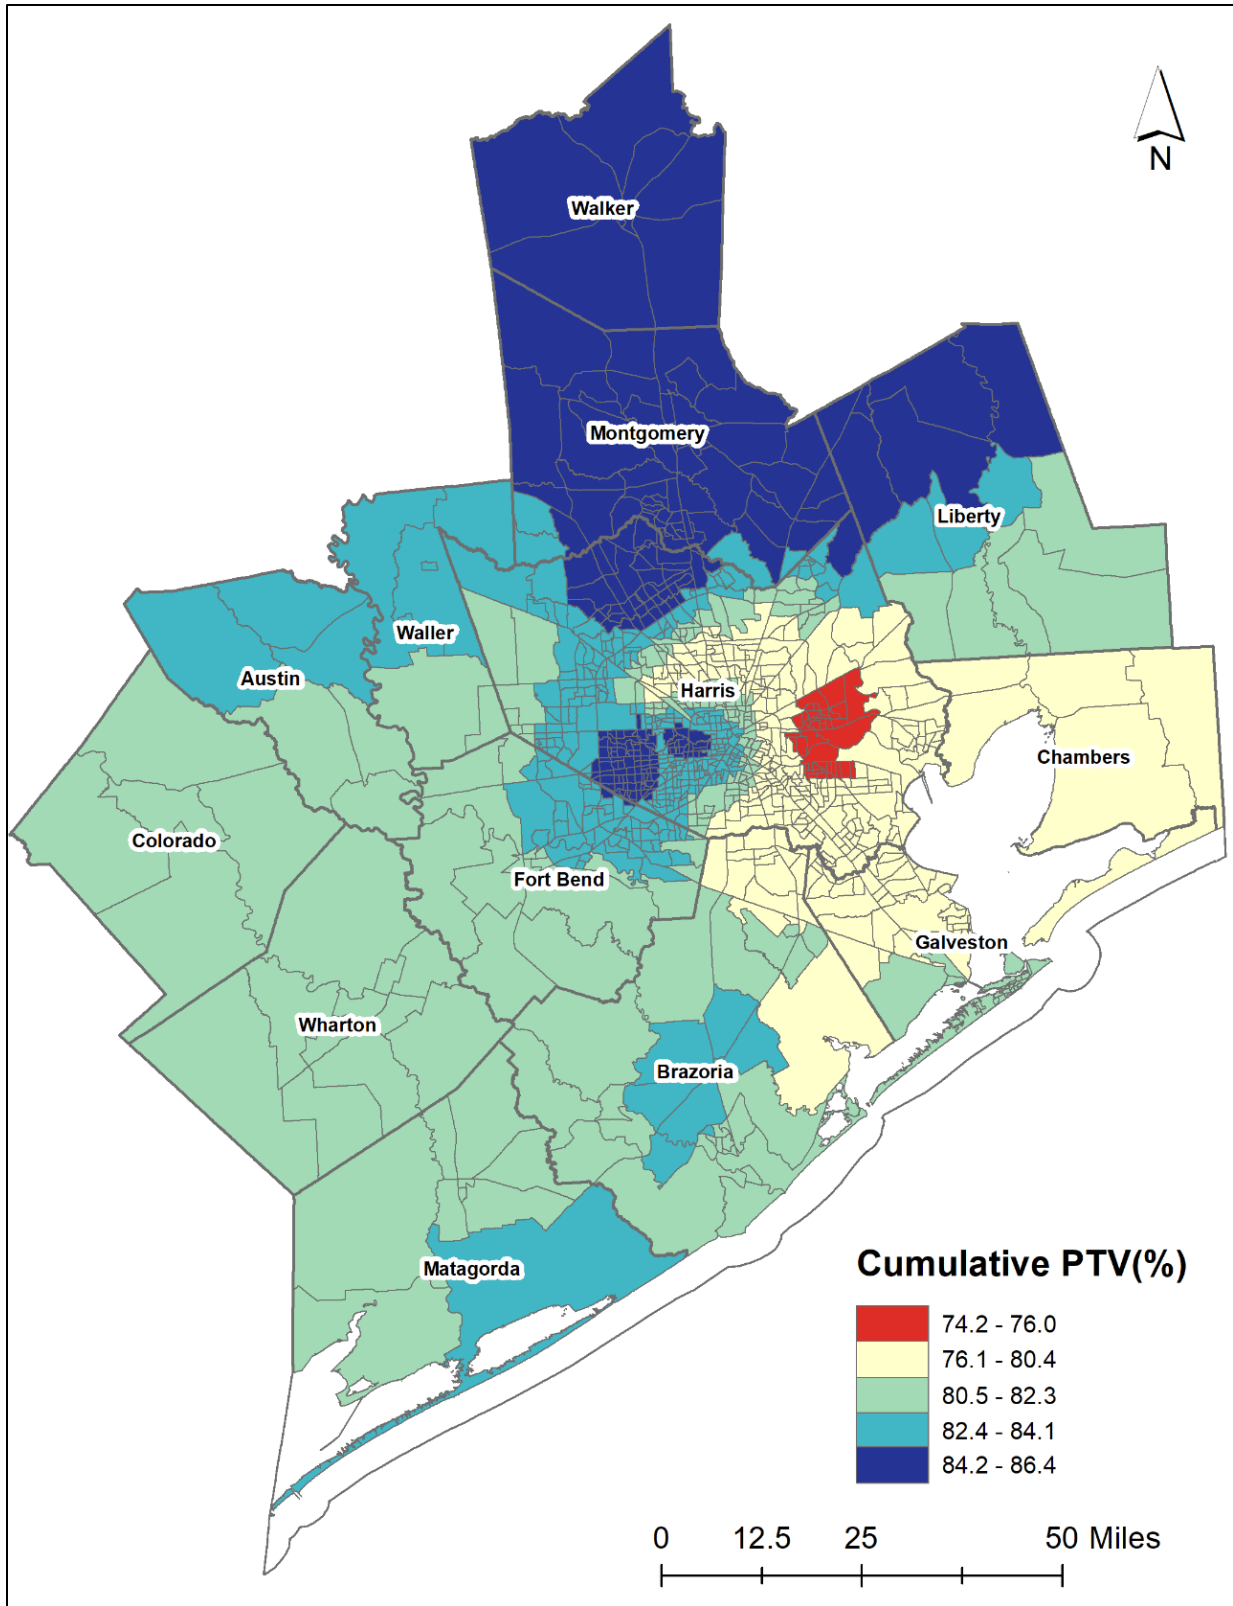 N
Walker
Montgomery
Liberty
Waller
Austin
Harris
Chambers
Colorado
Fort Bend
Galveston
Wharton
Brazoria
Matagorda
Cumulative PTV(%)
74.2 - 76.0
76.1 - 80.4
80.5 - 82.3
82.4 - 84.1
84.2 - 86.4
0 12.5 25 50 Miles